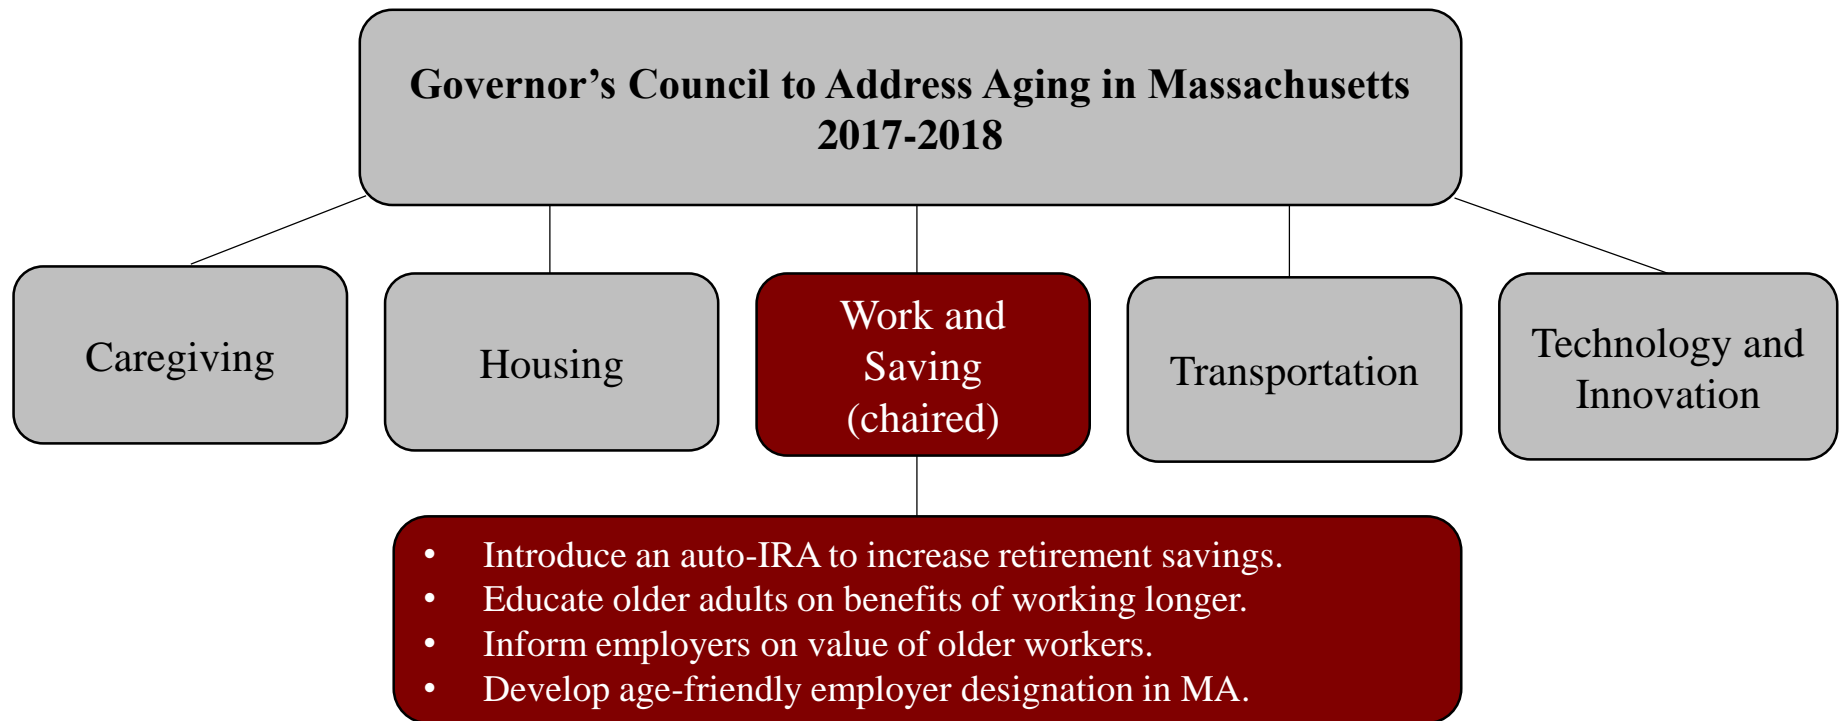 Governor’s Council to Address Aging in Massachusetts
2017-2018
Caregiving
Housing
Work and
Saving
(chaired)
Transportation
Technology and
Innovation
• Introduce an auto-IRA to increase retirement savings.
• Educate older adults on benefits of working longer.
• Inform employers on value of older workers.
• Develop age-friendly employer designation in MA.